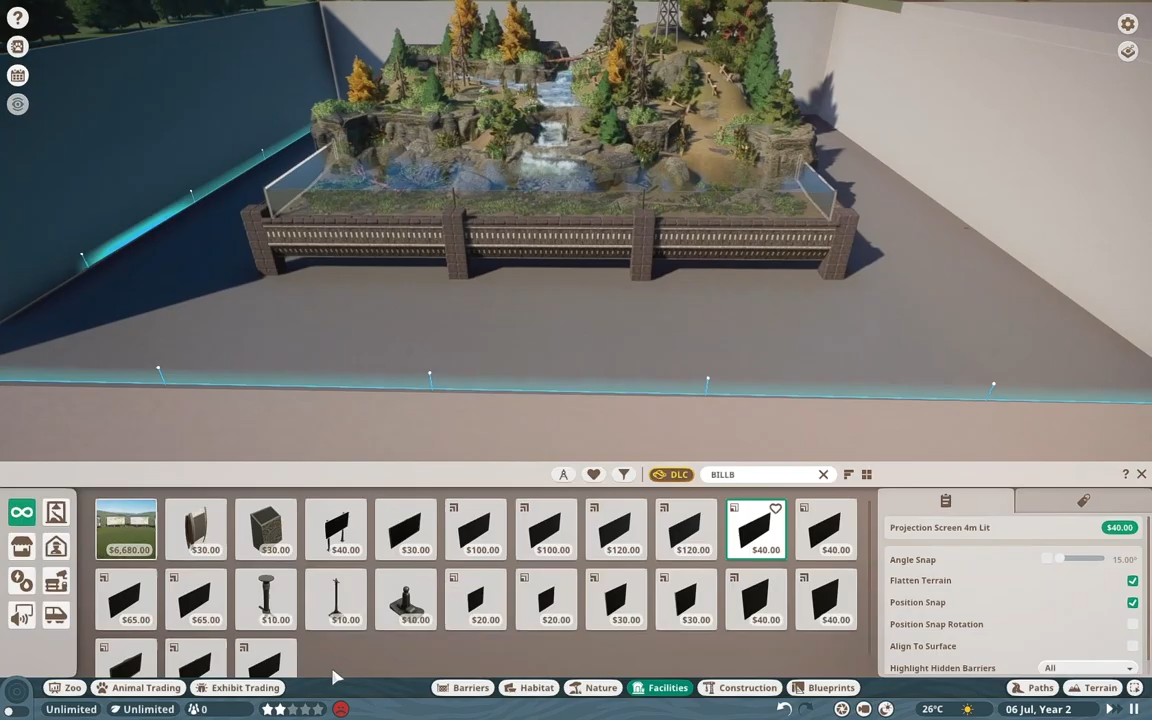 DLC
BILLB
?
$6,680.00
$30.00
$30.00
$40.00
$30.00
$100.00
$100.00
$120.00
$120.00
$40.00
$40.00
$65.00
$65.00
$10.00
$10.00
$10.00
$20.00
$20.00
$30.00
$30.00
$40.00
$40.00
Projection Screen 4m Lit
$40.00
Angle Snap
15.00°
Flatten Terrain
Position Snap
Position Snap Rotation
Align To Surface
Highlight Hidden Barriers
All
Zoo
Animal Trading
Exhibit Trading
Barriers
Habitat
Nature
Facilities
Construction
Blueprints
Paths
Terrain
Unlimited
Unlimited
0
26°C
06 Jul, Year 2